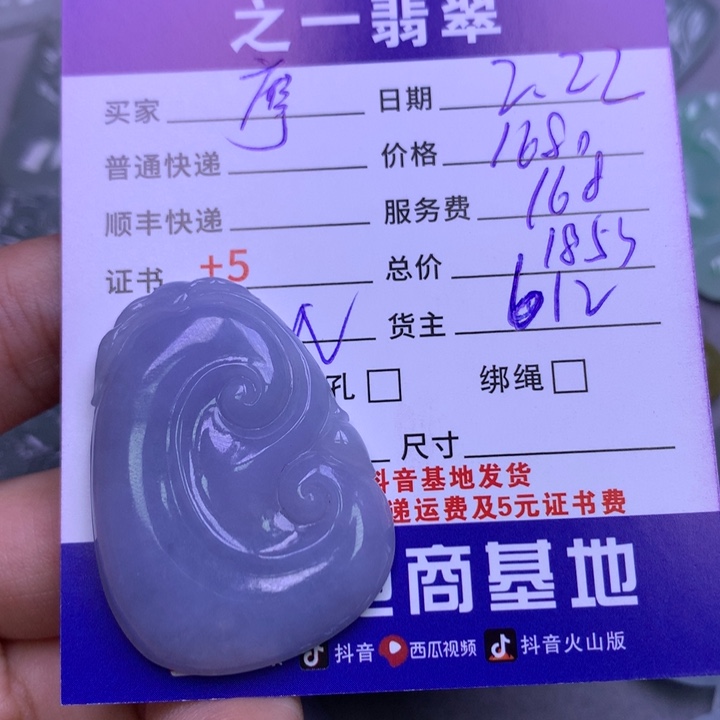 之一翡翠
买家 日期 2.22
普通快递 价格 1680
顺丰快递 服务费 168
证书 +5 总价 1853
货主 612
孔 绑绳
尺寸
抖音基地发货
递运费及5元证书费
电商基地
抖音 西瓜视频 抖音火山版